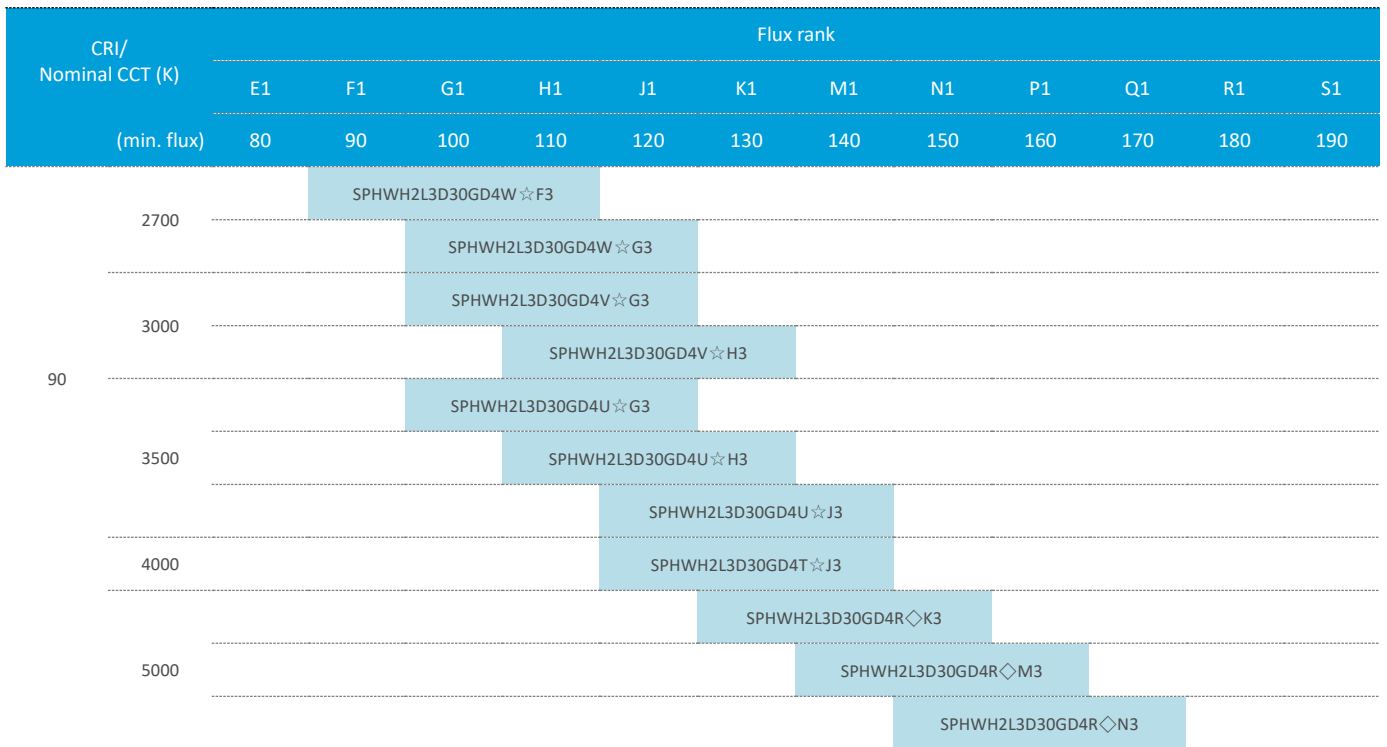 CRI/
Nominal CCT (K)
Flux rank
E1 F1 G1 H1 J1 K1 M1 N1 P1 Q1 R1 S1
(min. flux) 80 90 100 110 120 130 140 150 160 170 180 190
SPHWH2L3D30GD4W☆F3
2700
SPHWH2L3D30GD4W☆G3
SPHWH2L3D30GD4V☆G3
3000
SPHWH2L3D30GD4V☆H3
90
SPHWH2L3D30GD4U☆G3
3500 SPHWH2L3D30GD4U☆H3
SPHWH2L3D30GD4U☆J3
4000 SPHWH2L3D30GD4T☆J3
SPHWH2L3D30GD4R◇K3
5000 SPHWH2L3D30GD4R◇M3
SPHWH2L3D30GD4R◇N3